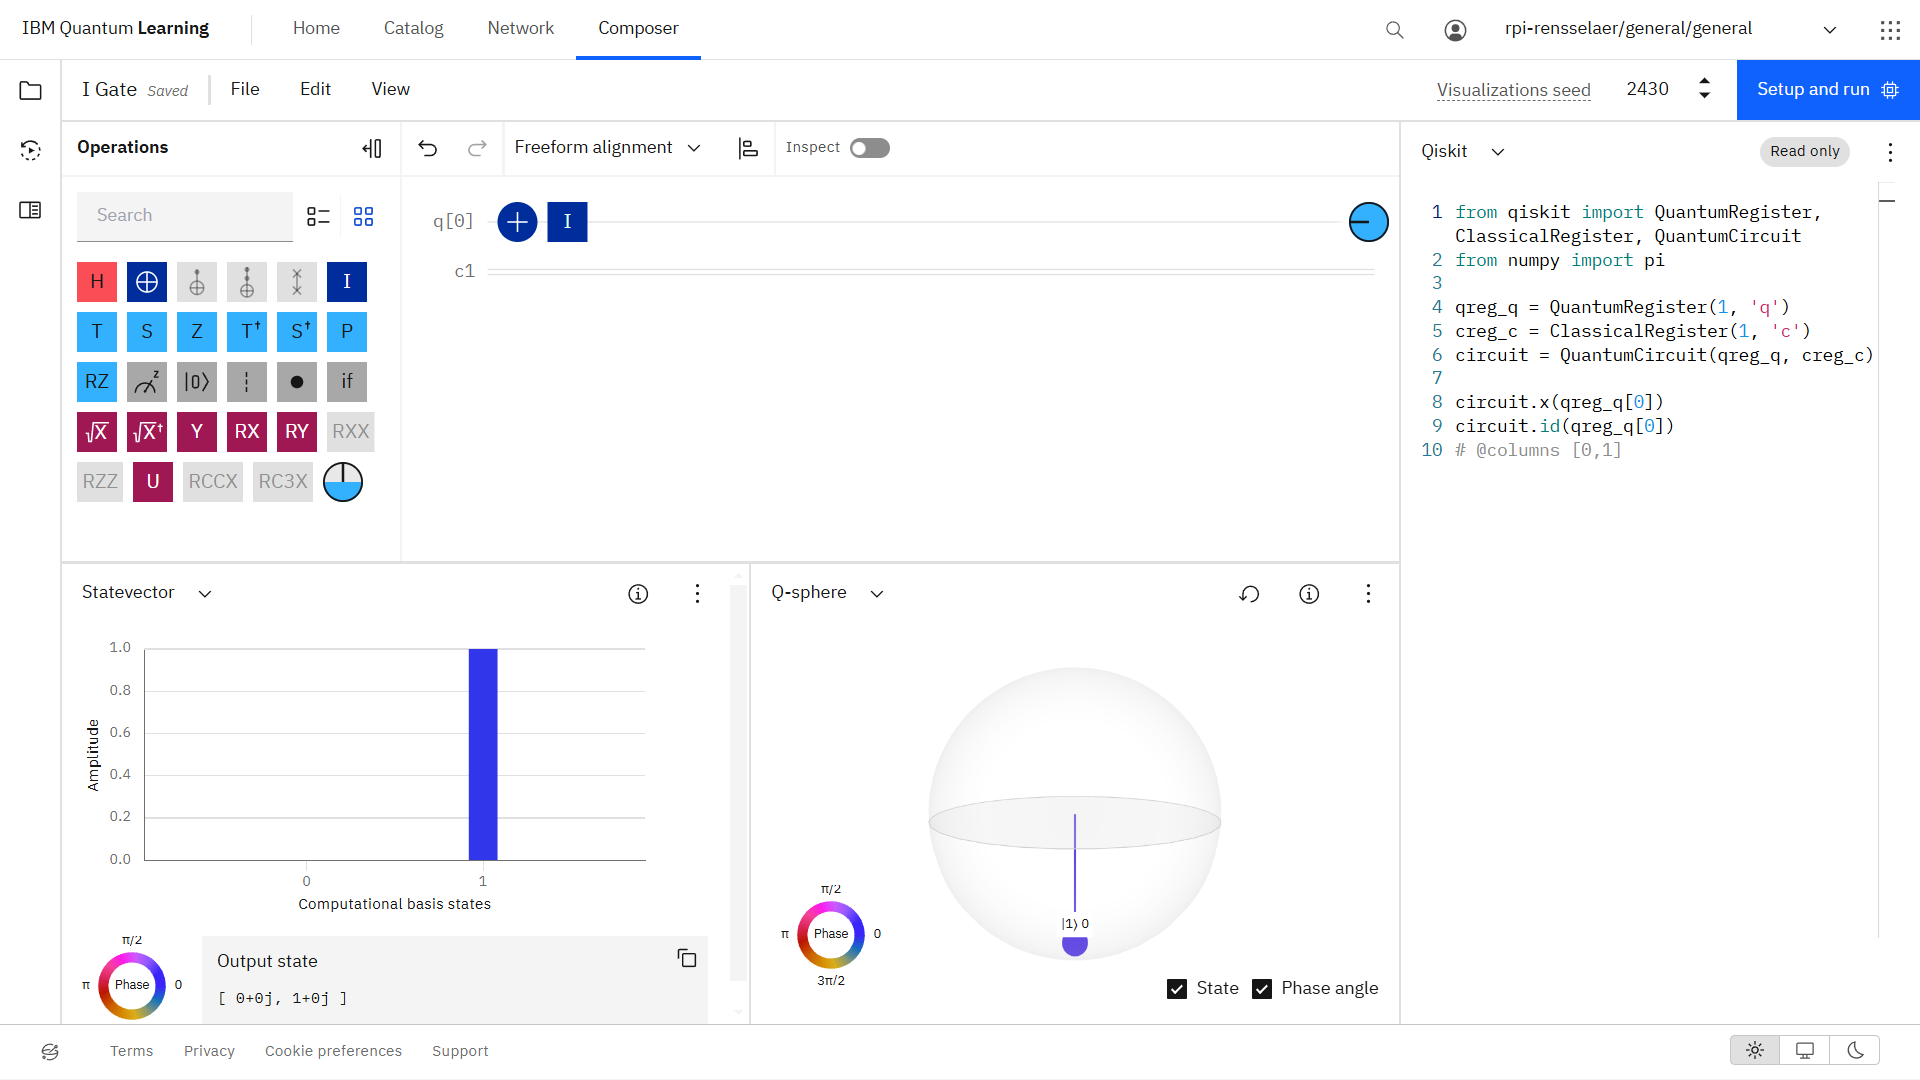 IBM Quantum Learning Home Catalog Network Composer rpi-rensselaer/general/general
I Gate Saved File Edit View Visualizations seed 2430 Setup and run
Operations Freeform alignment Inspect Qiskit Read only
Search
H I
T S Z T† S† P
RZ z |0⟩ if
√X √X† Y RX RY RXX
RZZ U RCCX RC3X
q[0] I
c1
1 from qiskit import QuantumRegister,
ClassicalRegister, QuantumCircuit
2 from numpy import pi
3
4 qreg_q = QuantumRegister(1, 'q')
5 creg_c = ClassicalRegister(1, 'c')
6 circuit = QuantumCircuit(qreg_q, creg_c)
7
8 circuit.x(qreg_q[0])
9 circuit.id(qreg_q[0])
10 # @columns [0,1]
Statevector
1.0
0.8
0.6
0.4
0.2
0.0
Amplitude
0 1
Computational basis states
π/2
π Phase 0
Output state
[ 0+0j, 1+0j ]
Q-sphere
|1⟩ 0
π/2
π Phase 0
3π/2
State Phase angle
Terms Privacy Cookie preferences Support